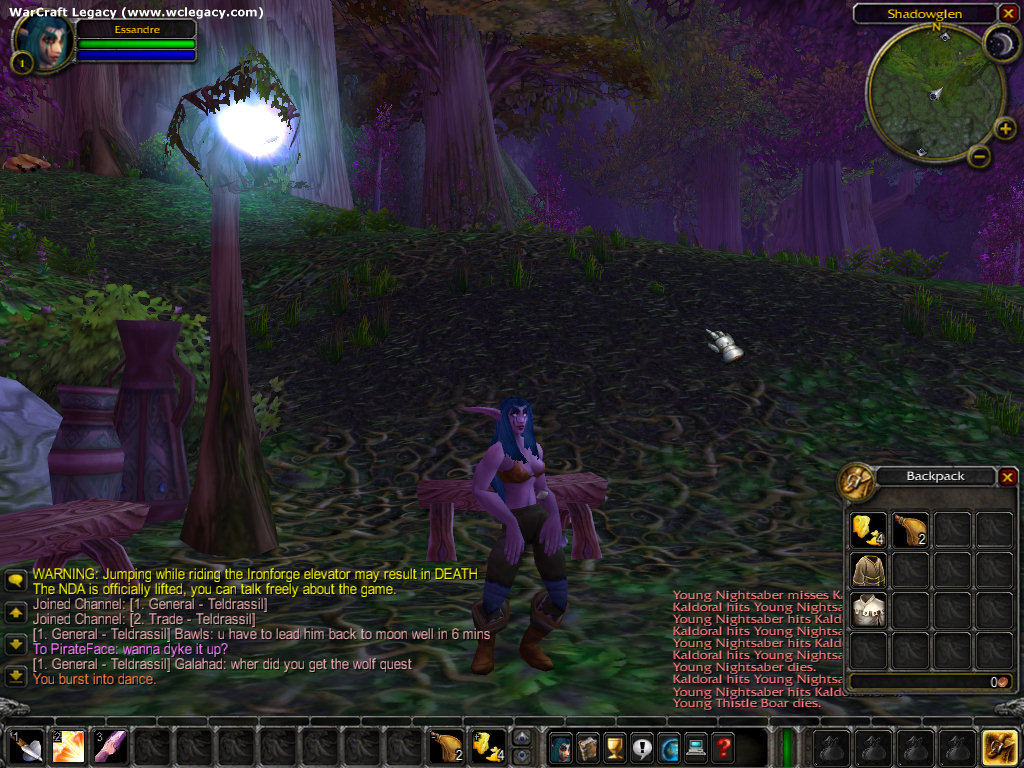 WarCraft Legacy (www.wclegacy.com)
Essandre
1
Shadowglen
N
Backpack
4
2
0
WARNING: Jumping while riding the Ironforge elevator may result in DEATH
The NDA is officially lifted, you can talk freely about the game.
Joined Channel: [1. General - Teldrassil]
Joined Channel: [2. Trade - Teldrassil]
[1. General - Teldrassil] Bawls: u have to lead him back to moon well in 6 mins
To PirateFace: wanna dyke it up?
[1. General - Teldrassil] Galahad: wher did you get the wolf quest
You burst into dance.
Young Nightsaber misses K
Kaldoral hits Young Nightsa
Young Nightsaber hits Kald
Kaldoral hits Young Nightsa
Young Nightsaber hits Kald
Kaldoral hits Young Nightsa
Young Nightsaber dies.
Kaldoral hits Young Nightsa
Young Nightsaber hits Kaldo
Young Thistle Boar dies.
1
2
3
2
4